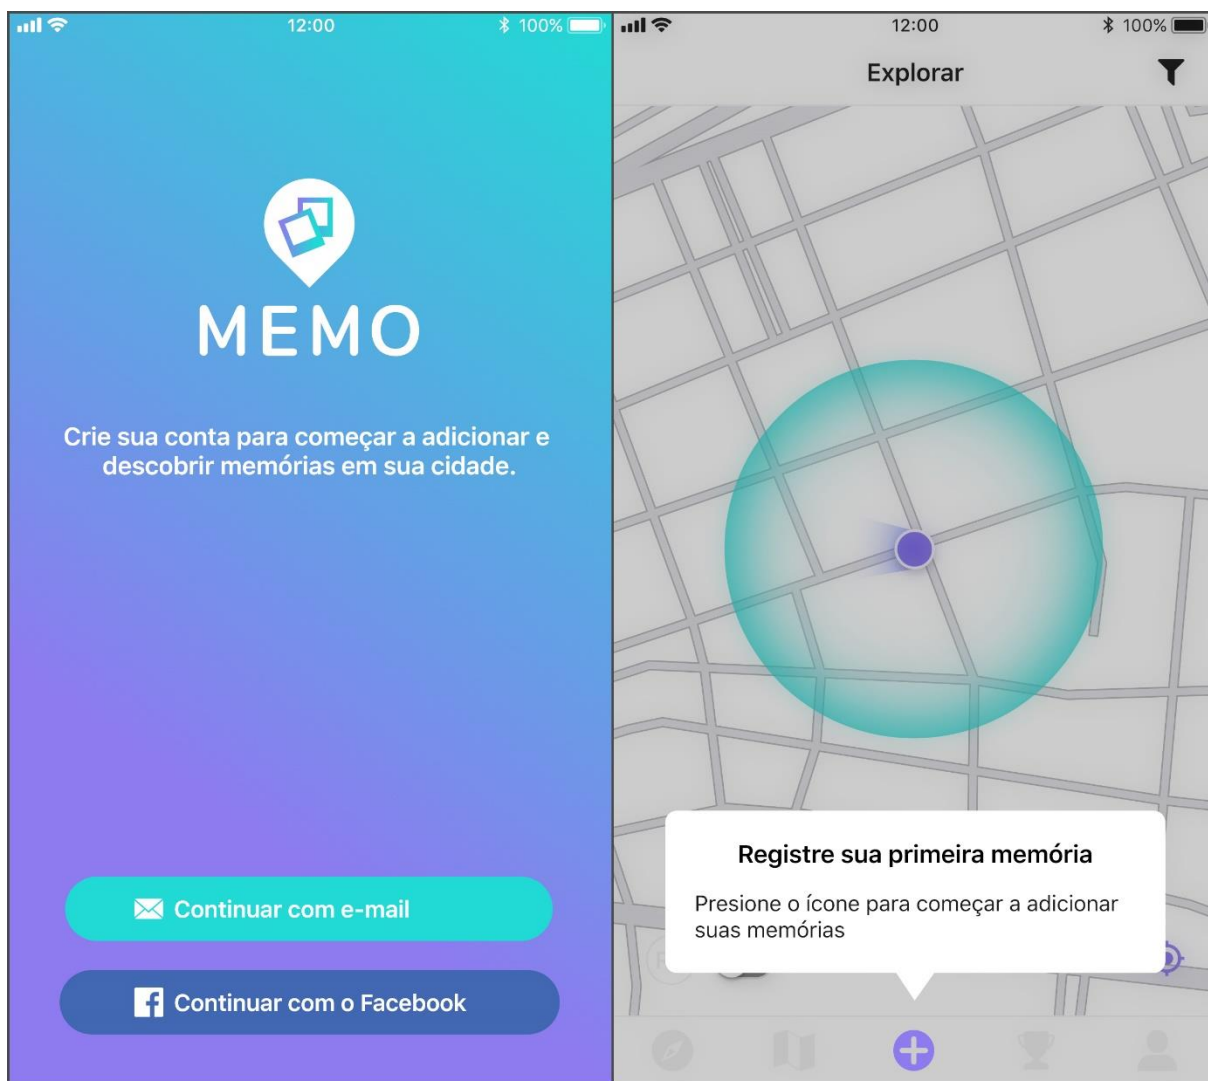 12:00
100%
MEMO
Crie sua conta para começar a adicionar e
descobrir memórias em sua cidade.
Continuar com e-mail
Continuar com o Facebook
12:00
100%
Explorar
Registre sua primeira memória
Presione o ícone para começar a adicionar
suas memórias